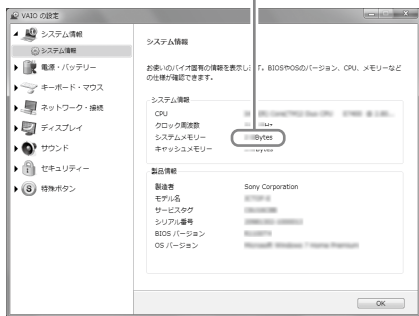 VAIO の設定
システム情報
システム情報
電源・バッテリー
キーボード・マウス
ネットワーク・接続
ディスプレイ
サウンド
セキュリティー
特殊ボタン
システム情報
お使いのバイオ固有の情報を表示します。BIOSやOSのバージョン、CPU、メモリーなど
の仕様が確認できます。
システム情報
CPU
クロック周波数
システムメモリー Bytes
キャッシュメモリー Bytes
製品情報
製造者 Sony Corporation
モデル名
サービスタグ
シリアル番号
BIOS バージョン
OS バージョン
OK